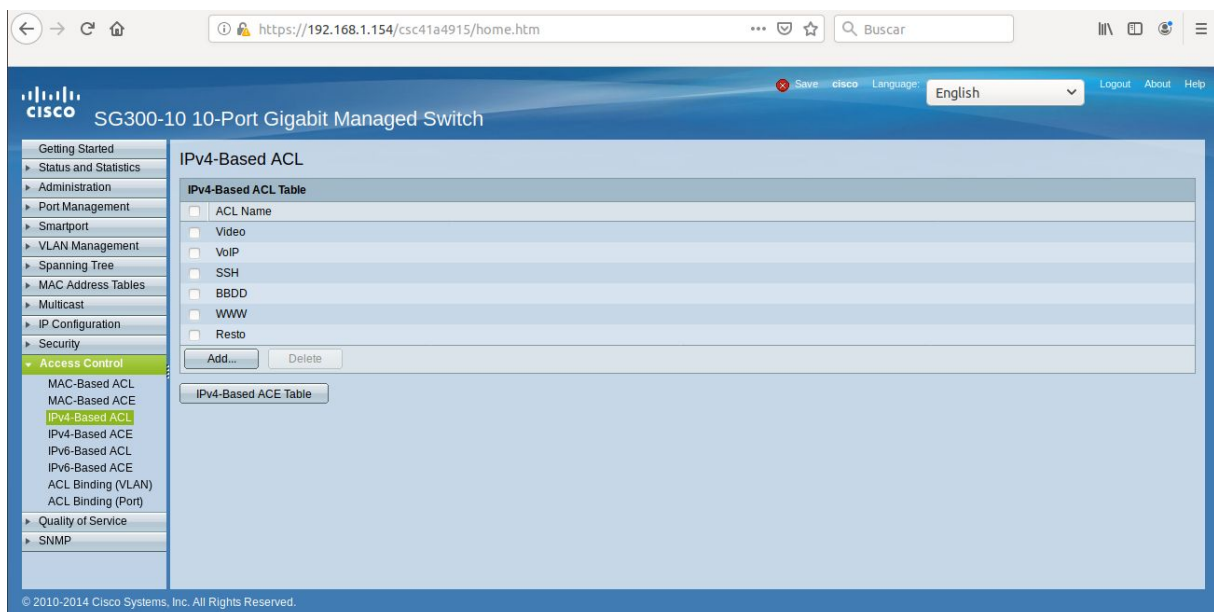 https://192.168.1.154/csc41a4915/home.htm
Buscar
Save cisco Language: English Logout About Help
CISCO
SG300-10 10-Port Gigabit Managed Switch
Getting Started
Status and Statistics
Administration
Port Management
Smartport
VLAN Management
Spanning Tree
MAC Address Tables
Multicast
IP Configuration
Security
Access Control
MAC-Based ACL
MAC-Based ACE
IPv4-Based ACL
IPv4-Based ACE
IPv6-Based ACL
IPv6-Based ACE
ACL Binding (VLAN)
ACL Binding (Port)
Quality of Service
SNMP
IPv4-Based ACL
IPv4-Based ACL Table
ACL Name
Video
VoIP
SSH
BBDD
WWW
Resto
Add... Delete
IPv4-Based ACE Table
© 2010-2014 Cisco Systems, Inc. All Rights Reserved.